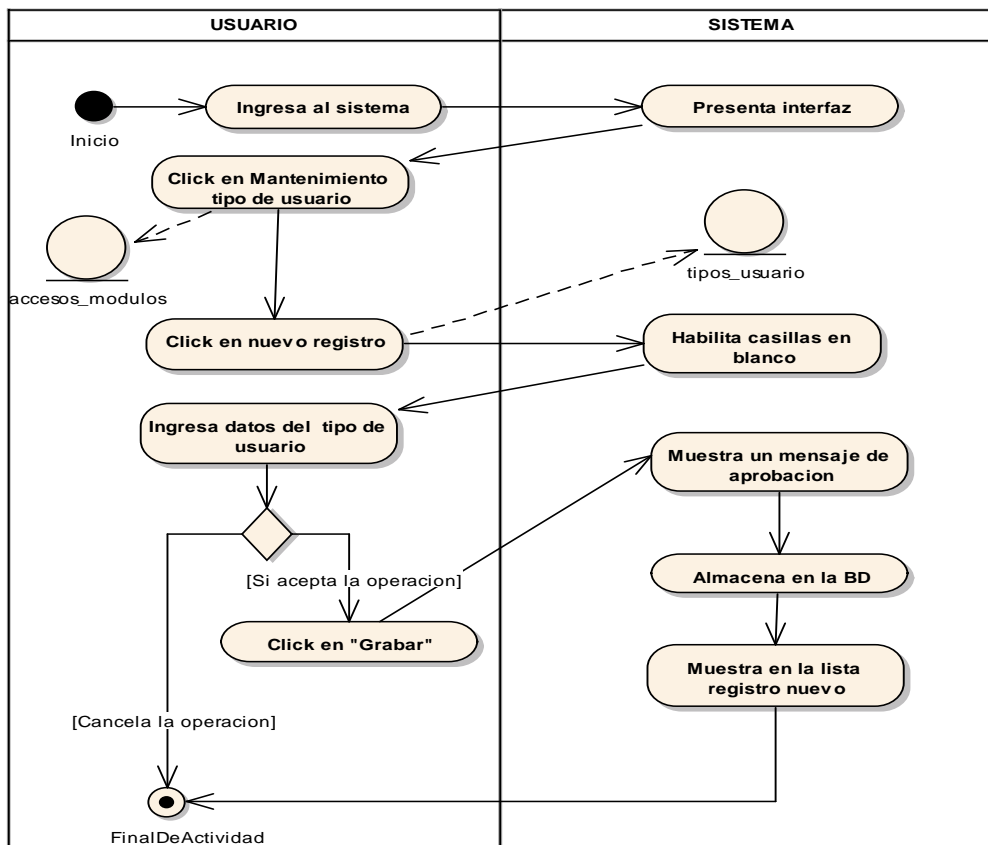 USUARIO
SISTEMA
Inicio
Ingresa al sistema
Presenta interfaz
Click en Mantenimiento
tipo de usuario
accesos_modulos
tipos_usuario
Click en nuevo registro
Habilita casillas en
blanco
Ingresa datos del tipo de
usuario
Muestra un mensaje de
aprobacion
[Si acepta la operacion]
Almacena en la BD
Click en "Grabar"
Muestra en la lista
registro nuevo
[Cancela la operacion]
FinalDeActividad